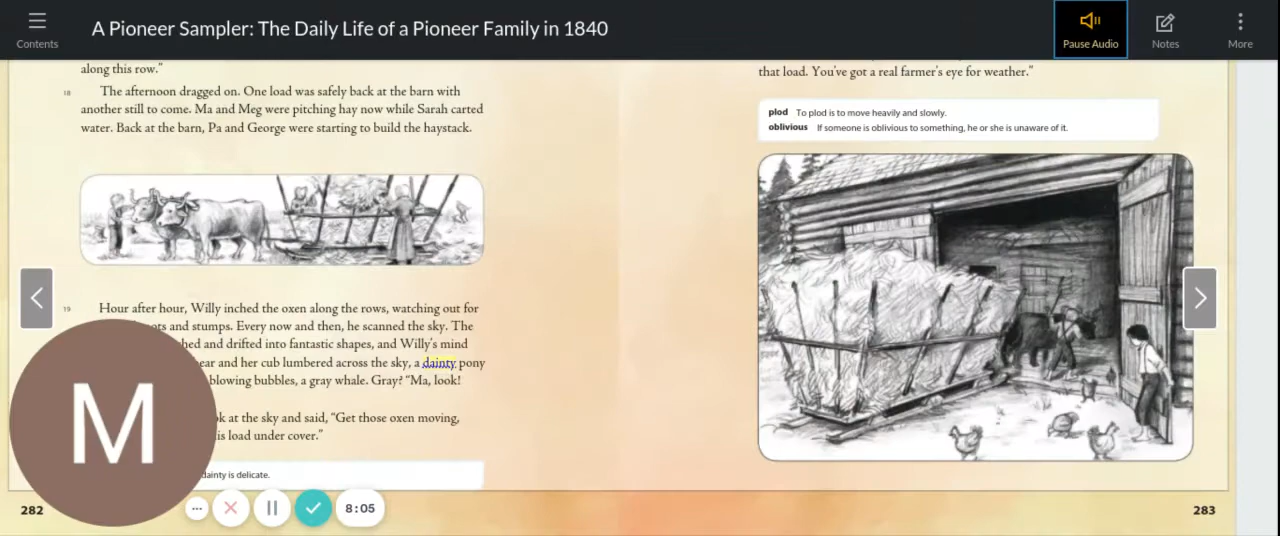 Contents
A Pioneer Sampler: The Daily Life of a Pioneer Family in 1840
Pause Audio
Notes
More
along this row.”
18 The afternoon dragged on. One load was safely back at the barn with
another still to come. Ma and Meg were pitching hay now while Sarah carted
water. Back at the barn, Pa and George were starting to build the haystack.
19 Hour after hour, Willy inched the oxen along the rows, watching out for
and stumps. Every now and then, he scanned the sky. The
and drifted into fantastic shapes, and Willy’s mind
and her cub lumbered across the sky, a dainty pony
blowing bubbles, a gray whale. Gray? “Ma, look!
at the sky and said, “Get those oxen moving,
load under cover.”
dainty is delicate.
282
that load. You’ve got a real farmer’s eye for weather.”
plod To plod is to move heavily and slowly.
oblivious If someone is oblivious to something, he or she is unaware of it.
283
M
8:05